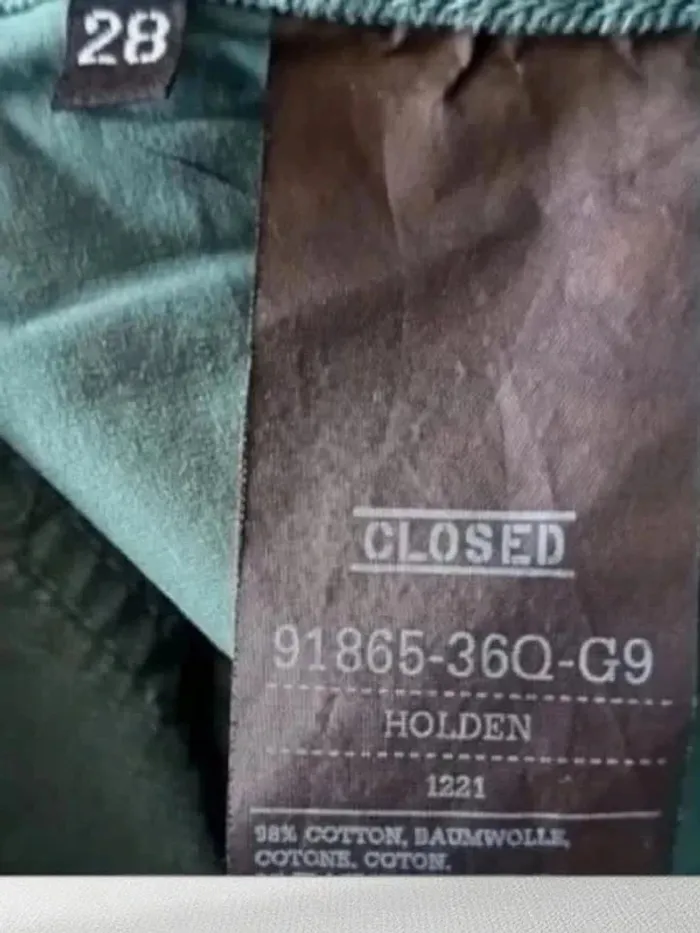 28
CLOSED
91865-36Q-G9
HOLDEN
1221
98% COTTON, BAUMWOLLE,
COTONE, COTON,